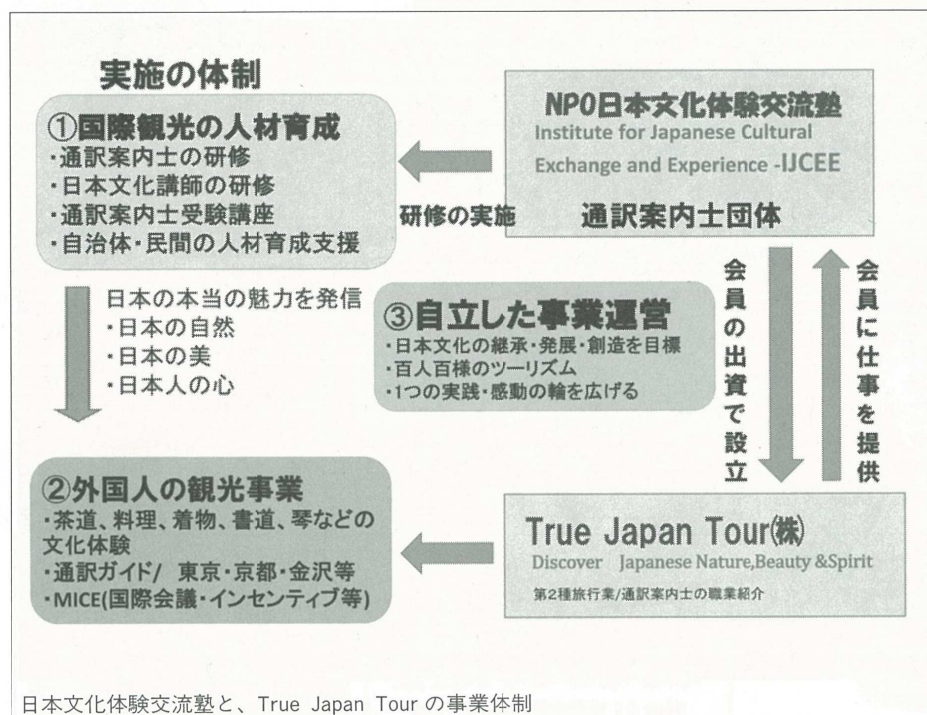 実施の体制
①国際観光の人材育成
・通訳案内士の研修
・日本文化講師の研修
・通訳案内士受験講座
・自治体・民間の人材育成支援
研修の実施
NPO日本文化体験交流塾
Institute for Japanese Cultural
Exchange and Experience -IJCEE
通訳案内士団体
日本の本当の魅力を発信
・日本の自然
・日本の美
・日本人の心
③自立した事業運営
・日本文化の継承・発展・創造を目標
・百人百様のツーリズム
・1つの実践・感動の輪を広げる
会員の出資で設立
会員に仕事を提供
②外国人の観光事業
・茶道、料理、着物、書道、琴などの
文化体験
・通訳ガイド/ 東京・京都・金沢等
・MICE(国際会議・インセンティブ等)
True Japan Tour㈱
Discover Japanese Nature,Beauty &Spirit
第2種旅行業/通訳案内士の職業紹介
日本文化体験交流塾と、True Japan Tour の事業体制